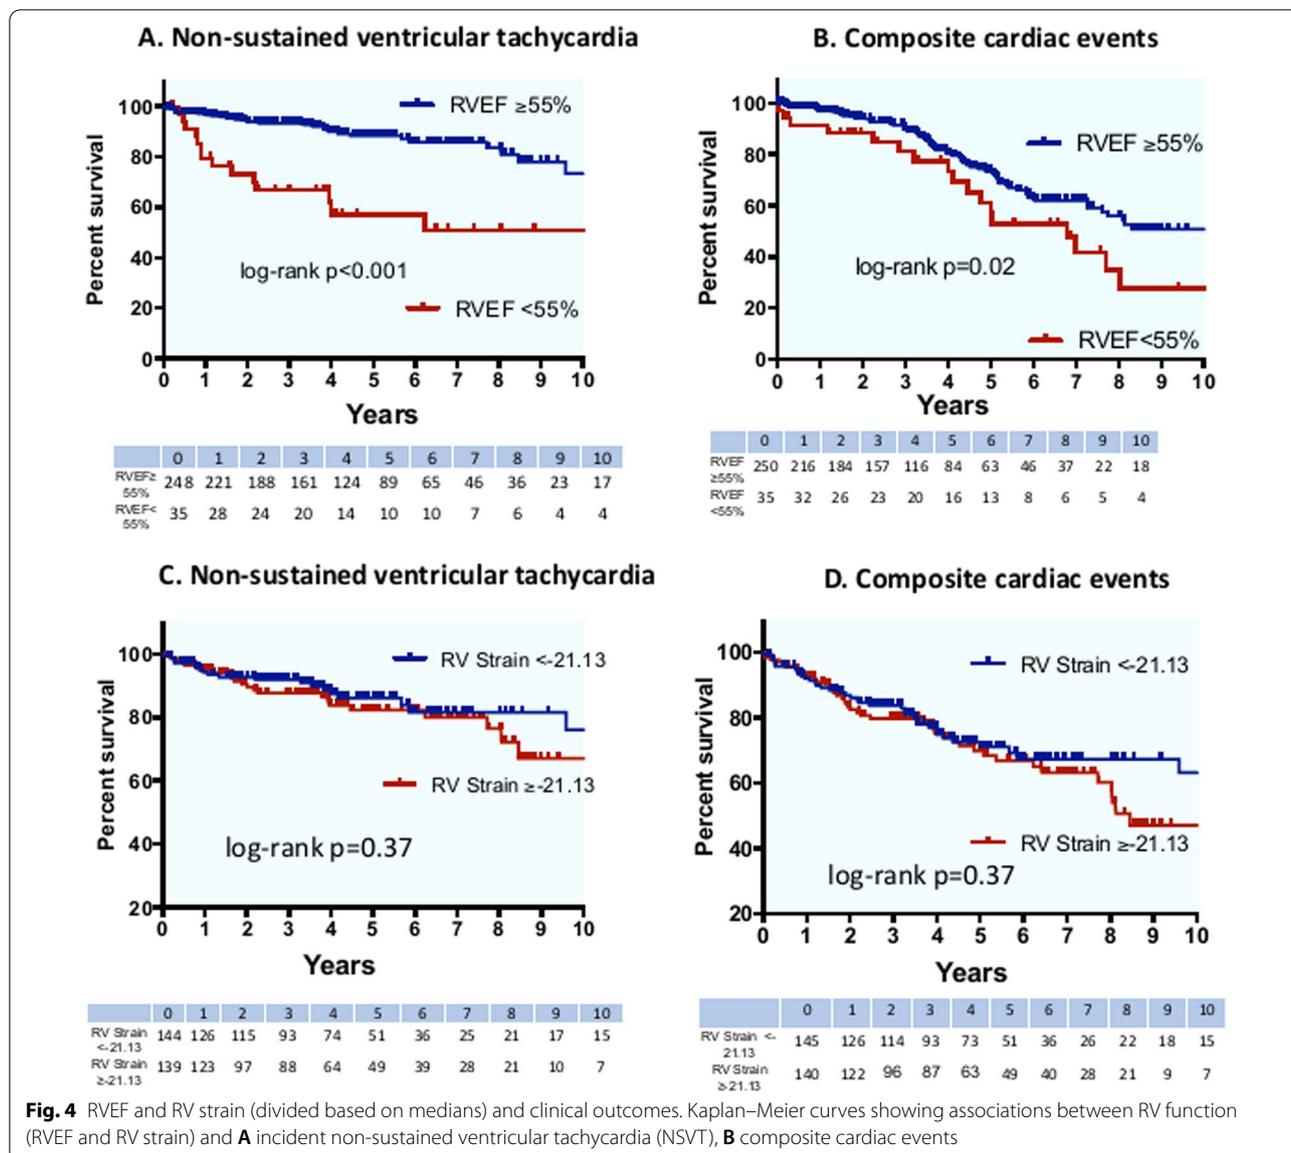 A. Non-sustained ventricular tachycardia
Percent survival
100
80
60
40
20
0
RVEF ≥55%
log-rank p<0.001
RVEF <55%
0 1 2 3 4 5 6 7 8 9 10
Years
0 1 2 3 4 5 6 7 8 9 10
RVEF≥
55%
248 221 188 161 124 89 65 46 36 23 17
RVEF<
55%
35 28 24 20 14 10 10 7 6 4 4
B. Composite cardiac events
Percent survival
100
80
60
40
20
0
RVEF ≥55%
log-rank p=0.02
RVEF<55%
0 1 2 3 4 5 6 7 8 9 10
Years
0 1 2 3 4 5 6 7 8 9 10
RVEF
≥55%
250 216 184 157 116 84 63 46 37 22 18
RVEF
<55%
35 32 26 23 20 16 13 8 6 5 4
C. Non-sustained ventricular tachycardia
Percent survival
100
80
60
40
20
RV Strain <-21.13
RV Strain ≥-21.13
log-rank p=0.37
0 1 2 3 4 5 6 7 8 9 10
Years
0 1 2 3 4 5 6 7 8 9 10
RV Strain
<-21.13
144 126 115 93 74 51 36 25 21 17 15
RV Strain
≥-21.13
139 123 97 88 64 49 39 28 21 10 7
D. Composite cardiac events
Percent survival
100
80
60
40
20
RV Strain <-21.13
RV Strain ≥-21.13
log-rank p=0.37
0 1 2 3 4 5 6 7 8 9 10
Years
0 1 2 3 4 5 6 7 8 9 10
RV Strain <-
21.13
145 126 114 93 73 51 36 26 22 18 15
RV Strain
≥-21.13
140 122 96 87 63 49 40 28 21 9 7
Fig. 4 RVEF and RV strain (divided based on medians) and clinical outcomes. Kaplan–Meier curves showing associations between RV function
(RVEF and RV strain) and A incident non-sustained ventricular tachycardia (NSVT), B composite cardiac events